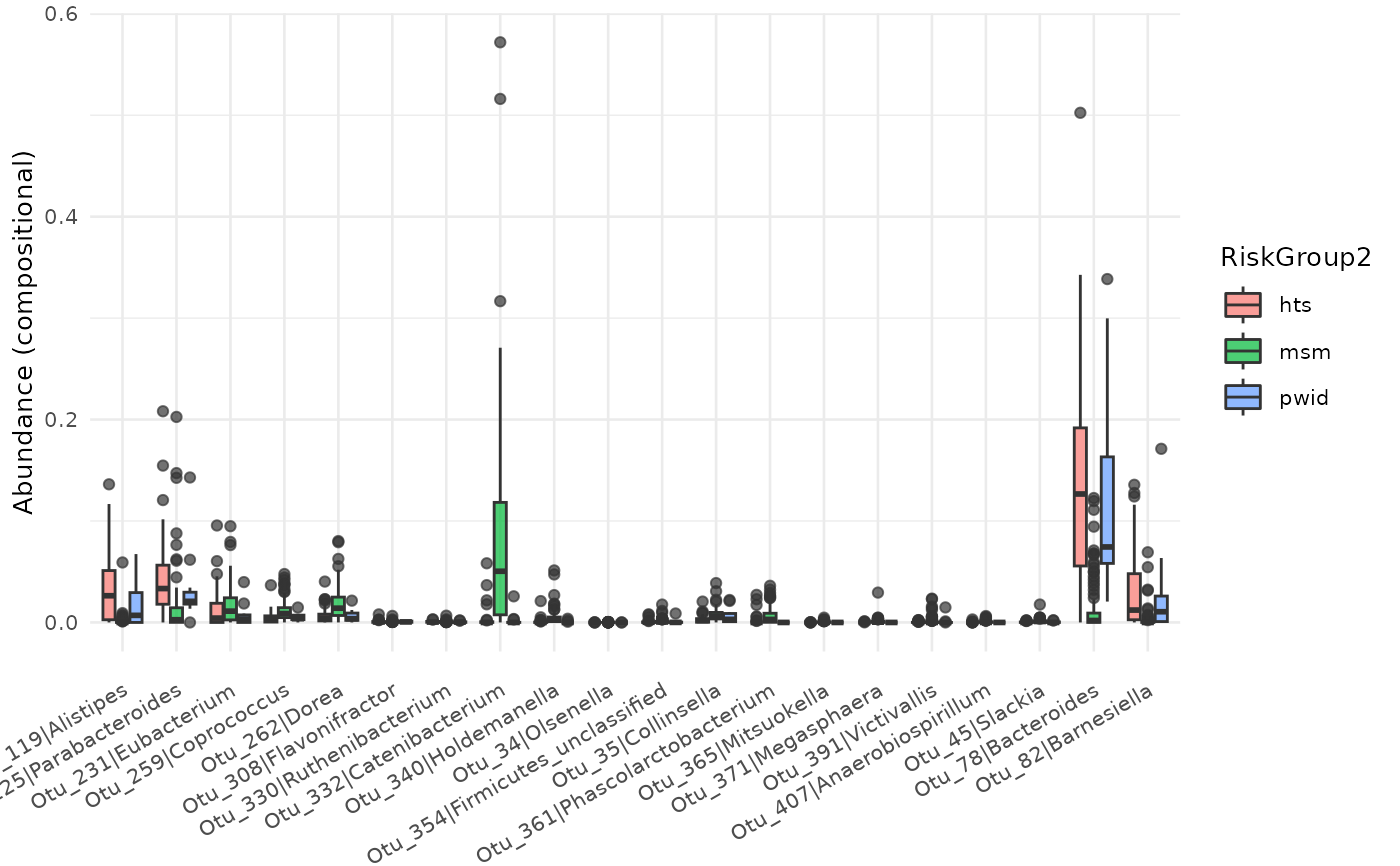 Abundance (compositional)
0.6
0.4
0.2
0.0
_119|Alistipes
25|Parabacteroides
Otu_231|Eubacterium
Otu_259|Coprococcus
Otu_262|Dorea
Otu_308|Flavonifractor
Otu_330|Ruthenibacterium
Otu_332|Catenibacterium
Otu_340|Holdemanella
Otu_34|Olsenella
Otu_354|Firmicutes_unclassified
Otu_35|Collinsella
Otu_361|Phascolarctobacterium
Otu_365|Mitsuokella
Otu_371|Megasphaera
Otu_391|Victivallis
Otu_407|Anaerobiospirillum
Otu_45|Slackia
Otu_78|Bacteroides
Otu_82|Barnesiella
RiskGroup2
hts
msm
pwid